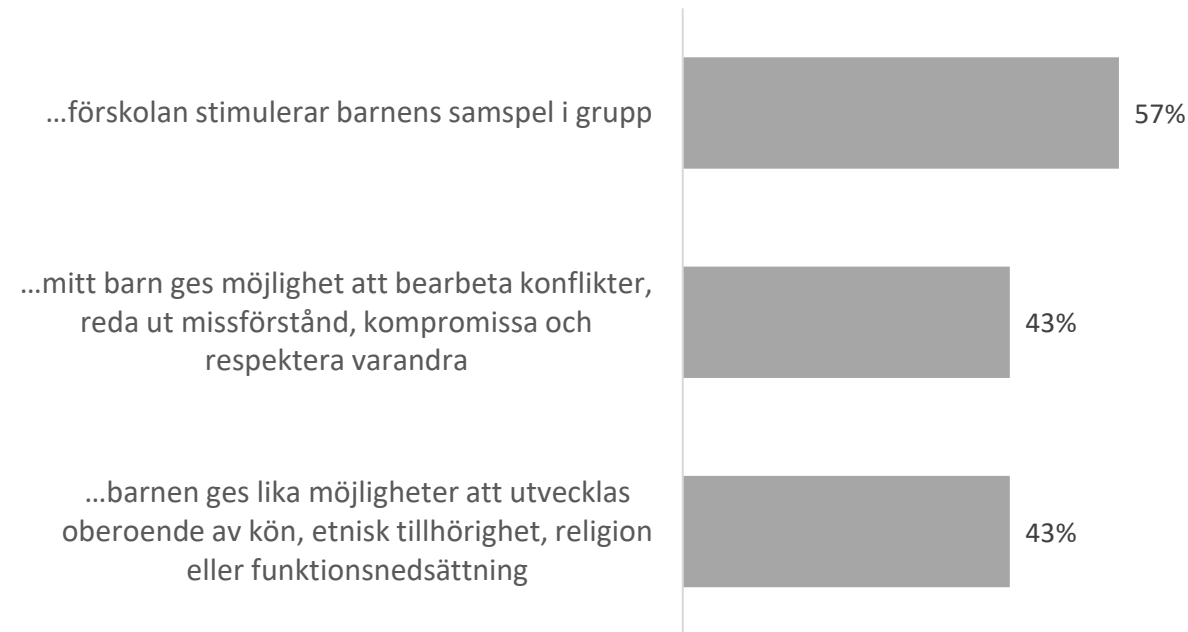 ...förskolan stimulerar barnens samspel i grupp
57%
...mitt barn ges möjlighet att bearbeta konflikter,
reda ut missförstånd, kompromissa och
respektera varandra
43%
...barnen ges lika möjligheter att utvecklas
oberoende av kön, etnisk tillhörighet, religion
eller funktionsnedsättning
43%